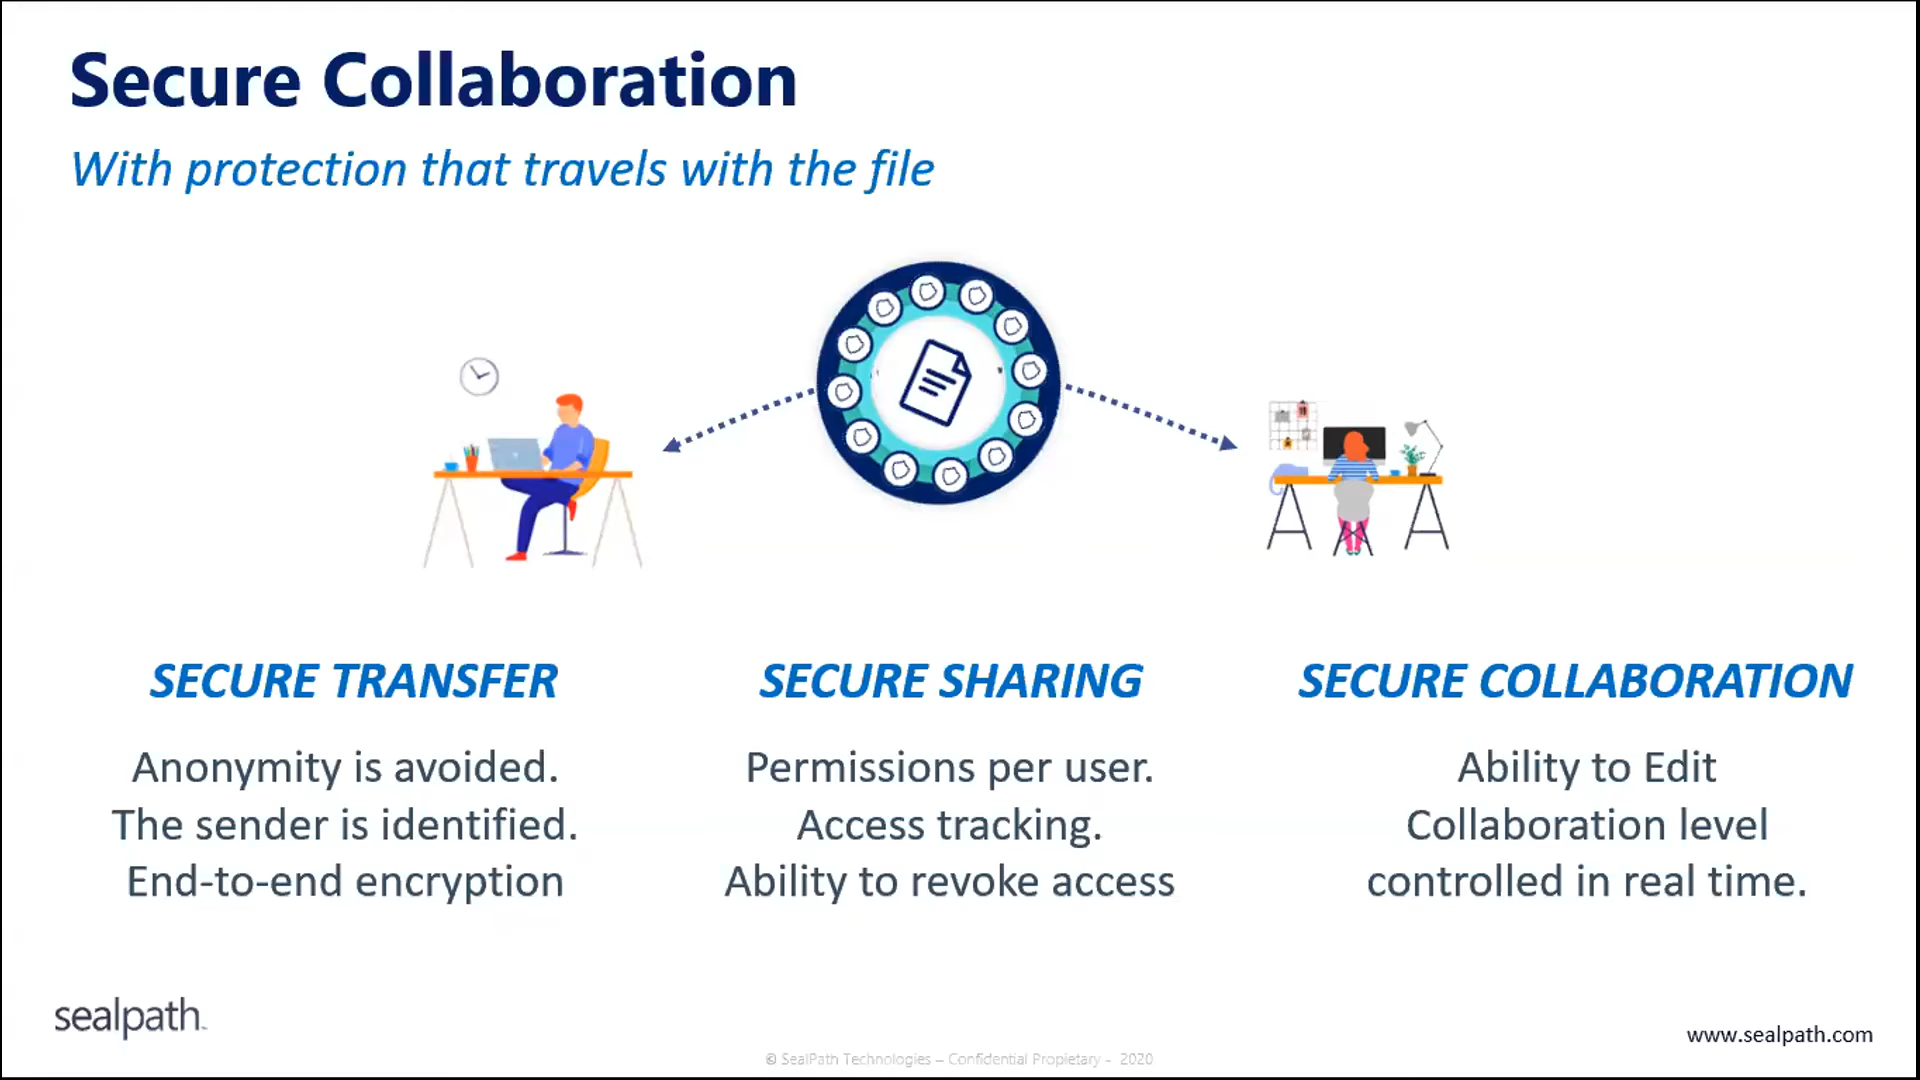 Secure Collaboration
With protection that travels with the file
SECURE TRANSFER
Anonymity is avoided.
The sender is identified.
End-to-end encryption
SECURE SHARING
Permissions per user.
Access tracking.
Ability to revoke access
SECURE COLLABORATION
Ability to Edit
Collaboration level
controlled in real time.
sealpath
www.sealpath.com
© SealPath Technologies – Confidential Propietary - 2020